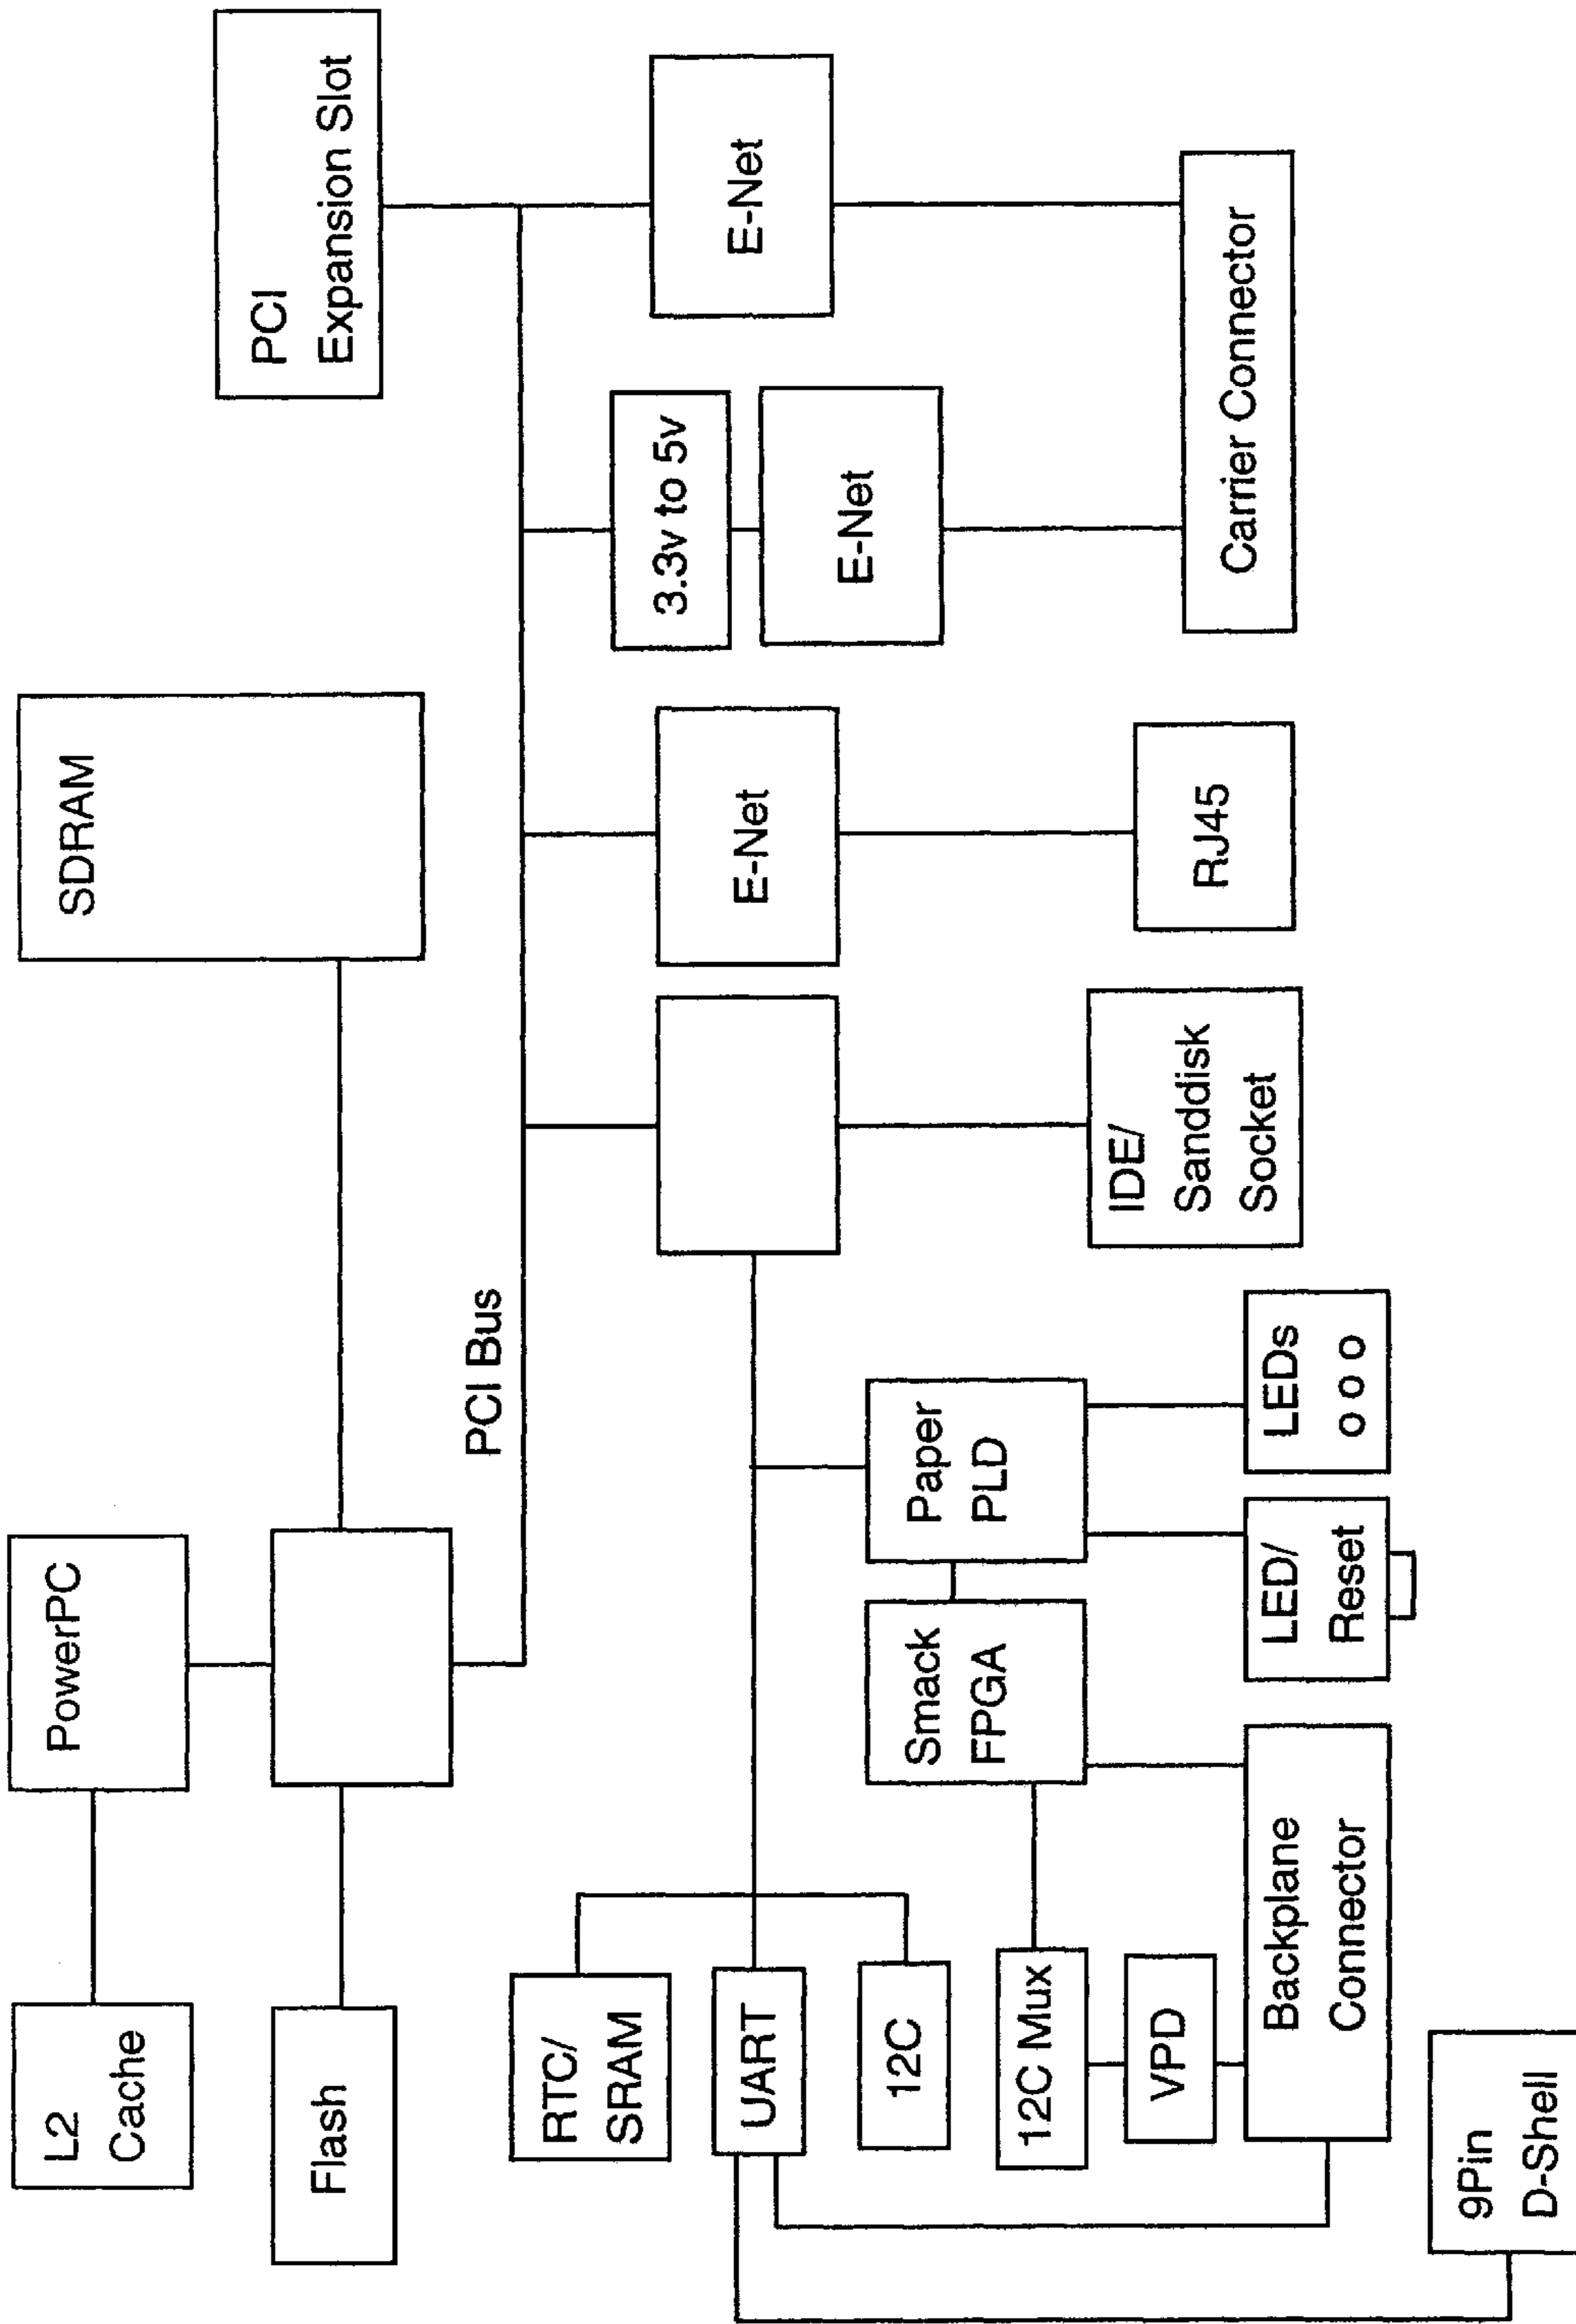 L2
Cache
PowerPC
SDRAM
PCI
Expansion Slot
Flash
PCI Bus
RTC/
SRAM
UART
12C
12C Mux
VPD
Backplane
Connector
9Pin
D-Shell
Smack
FPGA
Paper
PLD
LED/
Reset
LEDs
o o o
IDE/
Sanddisk
Socket
E-Net
RJ45
3.3v to 5v
E-Net
E-Net
Carrier Connector